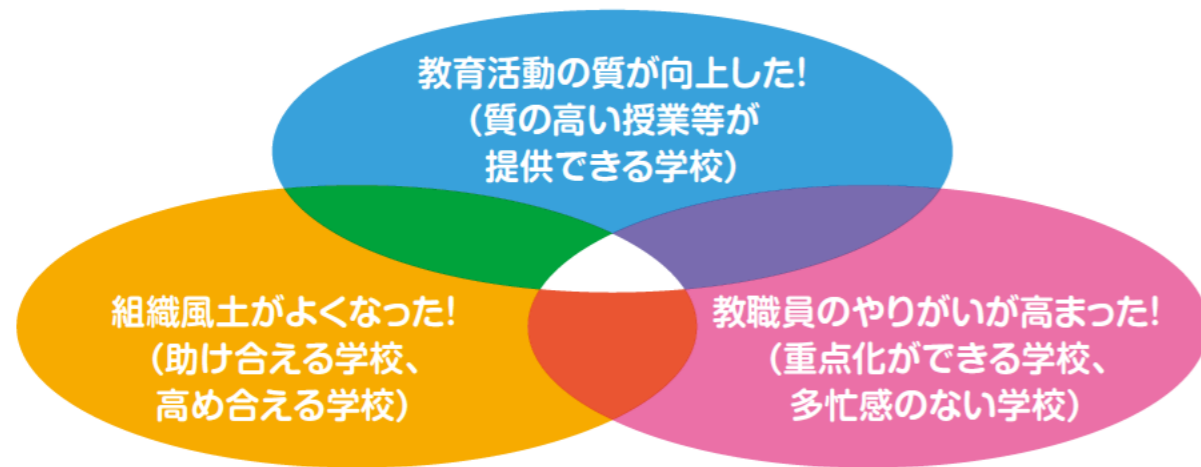 教育活動の質が向上した!
(質の高い授業等が
提供できる学校)
組織風土がよくなった!
(助け合える学校、
高め合える学校)
教職員のやりがいが高まった!
(重点化ができる学校、
多忙感のない学校)